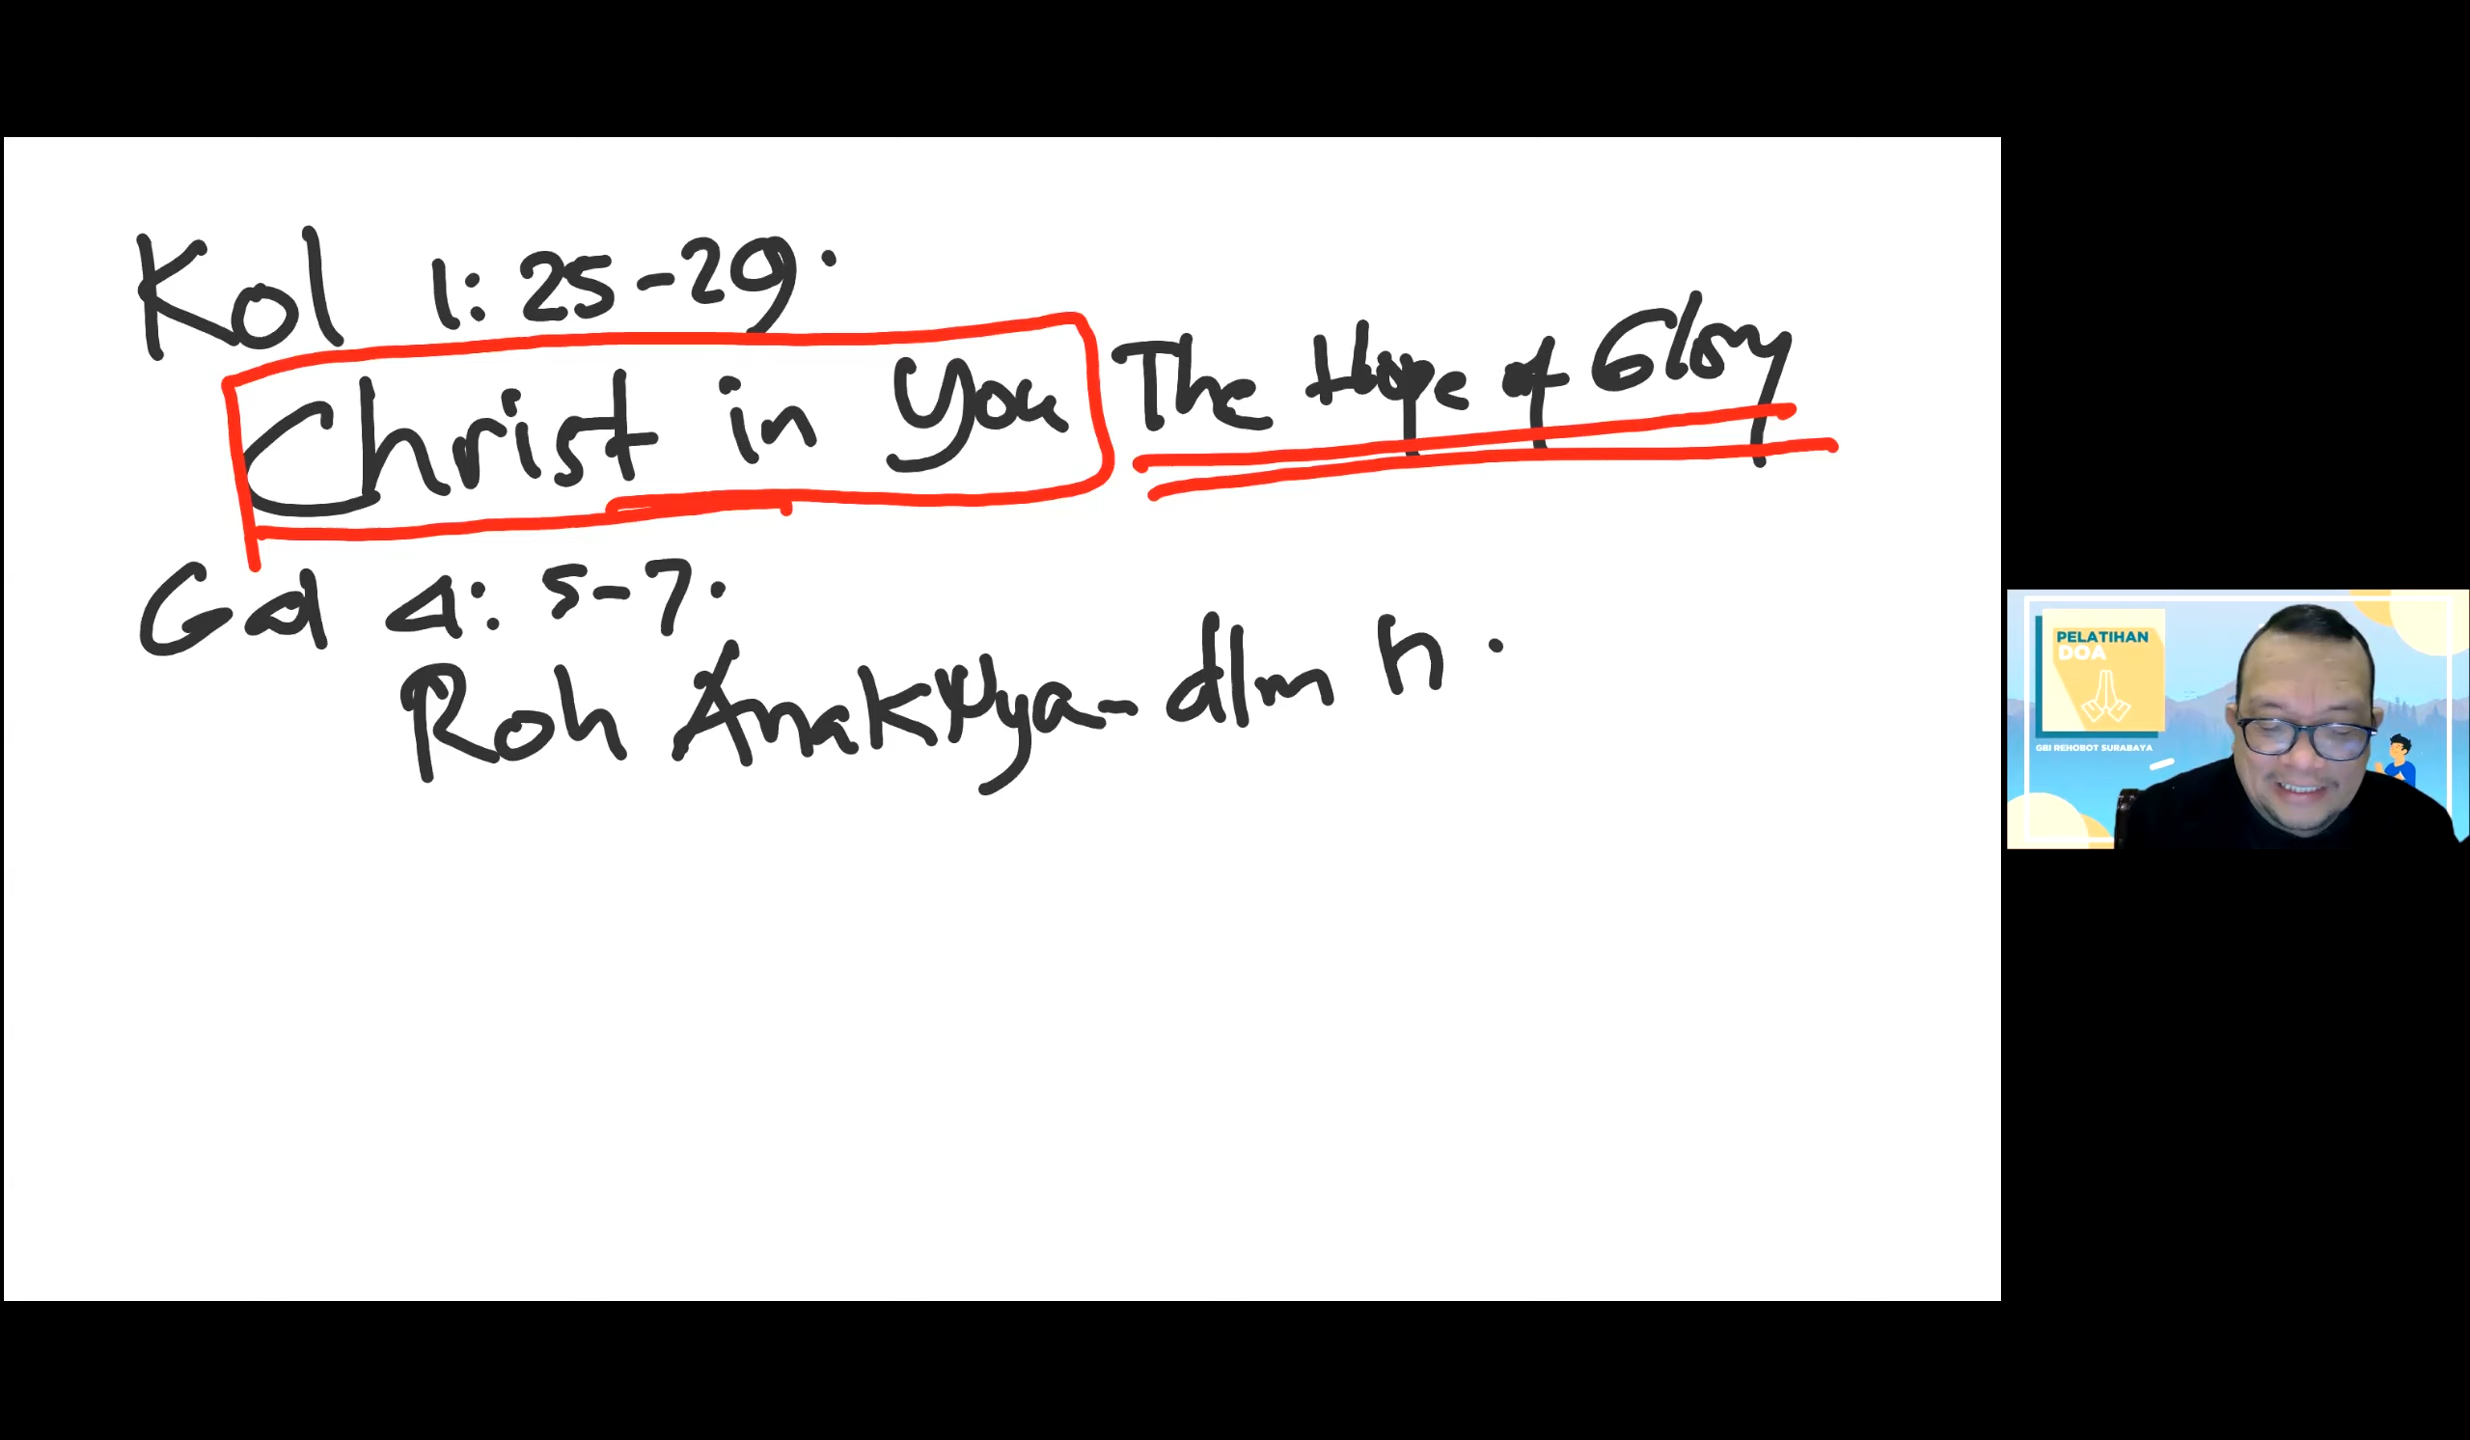 Kol 1: 25-29.
Christ in You The Hope of Glory
Gal 4: 5-7.
Roh AnakNya - dlm h.
PELATIHAN
DOA
GBI REHOBOT SURABAYA